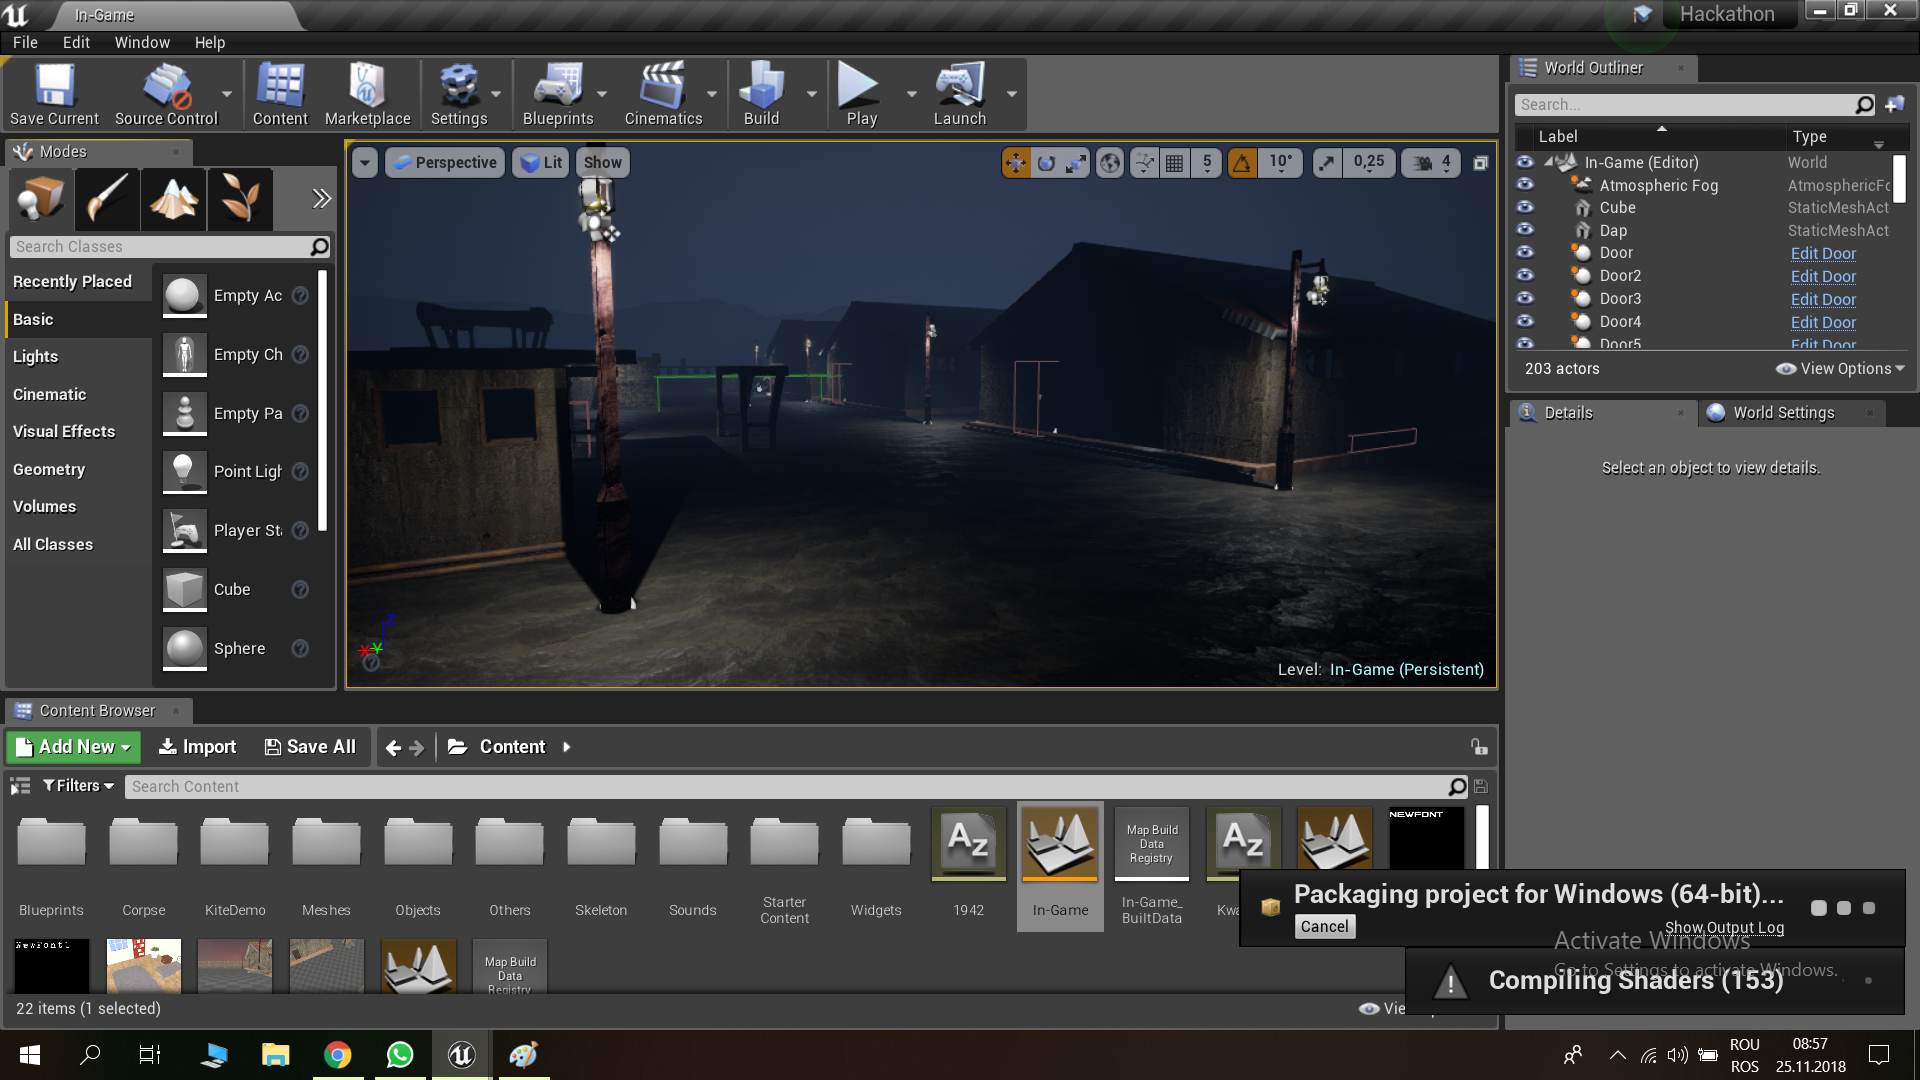 In-Game
Hackathon
File Edit Window Help
Save Current Source Control Content Marketplace Settings Blueprints Cinematics Build Play Launch
World Outliner
Search...
Label Type
In-Game (Editor) World
Atmospheric Fog AtmosphericFo
Cube StaticMeshAct
Dap StaticMeshAct
Door Edit Door
Door2 Edit Door
Door3 Edit Door
Door4 Edit Door
Door5 Edit Door
203 actors View Options
Details World Settings
Select an object to view details.
Modes
Search Classes
Recently Placed
Basic
Lights
Cinematic
Visual Effects
Geometry
Volumes
All Classes
Empty Ac
Empty Ch
Empty Pa
Point Ligh
Player Sta
Cube
Sphere
Perspective Lit Show
5 10° 0,25 4
Z
X Y
Level: In-Game (Persistent)
Content Browser
Add New Import Save All Content
Filters Search Content
Blueprints Corpse KiteDemo Meshes Objects Others Skeleton Sounds Starter Content Widgets 1942 In-Game In-Game_ BuiltData Kwa
Az
Map Build Data Registry
Az
NEWFONT
NewFont1
Map Build Data Registry
22 items (1 selected)
Vie
Packaging project for Windows (64-bit)...
Cancel
Show Output Log
Activate Windows
Go to Settings to activate Windows.
Compiling Shaders (153)
ROU
ROS
08:57
25.11.2018